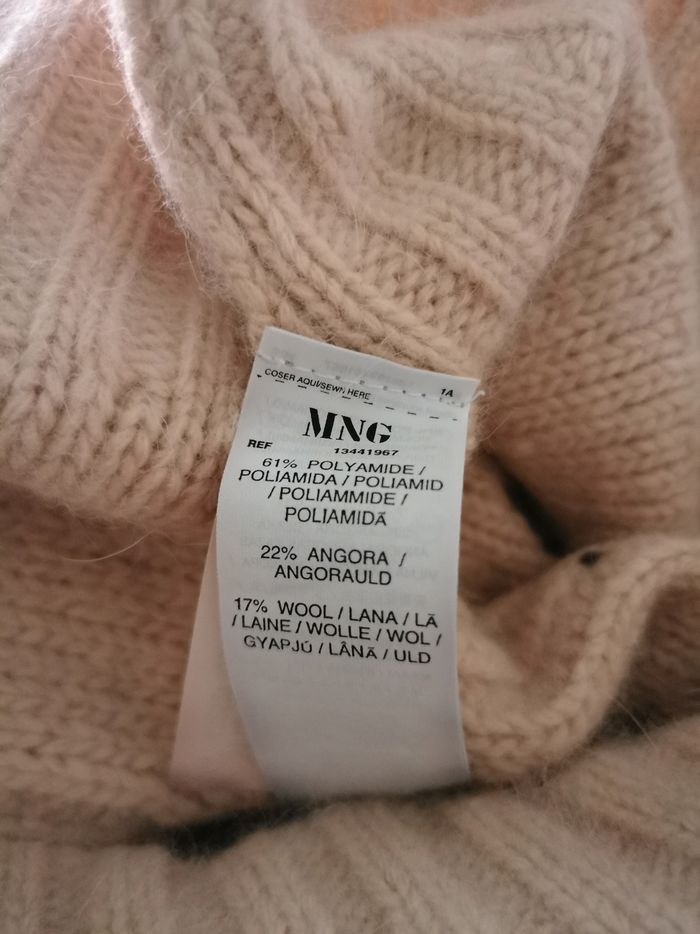 COSER AQUI/SEWN HERE
1A
MNG
REF 13441967
61% POLYAMIDE /
POLIAMIDA / POLIAMID
/ POLIAMMIDE /
POLIAMIDĂ
22% ANGORA /
ANGORAULD
17% WOOL / LANA / LÃ
/ LAINE / WOLLE / WOL /
GYAPJÚ / LÂNĂ / ULD